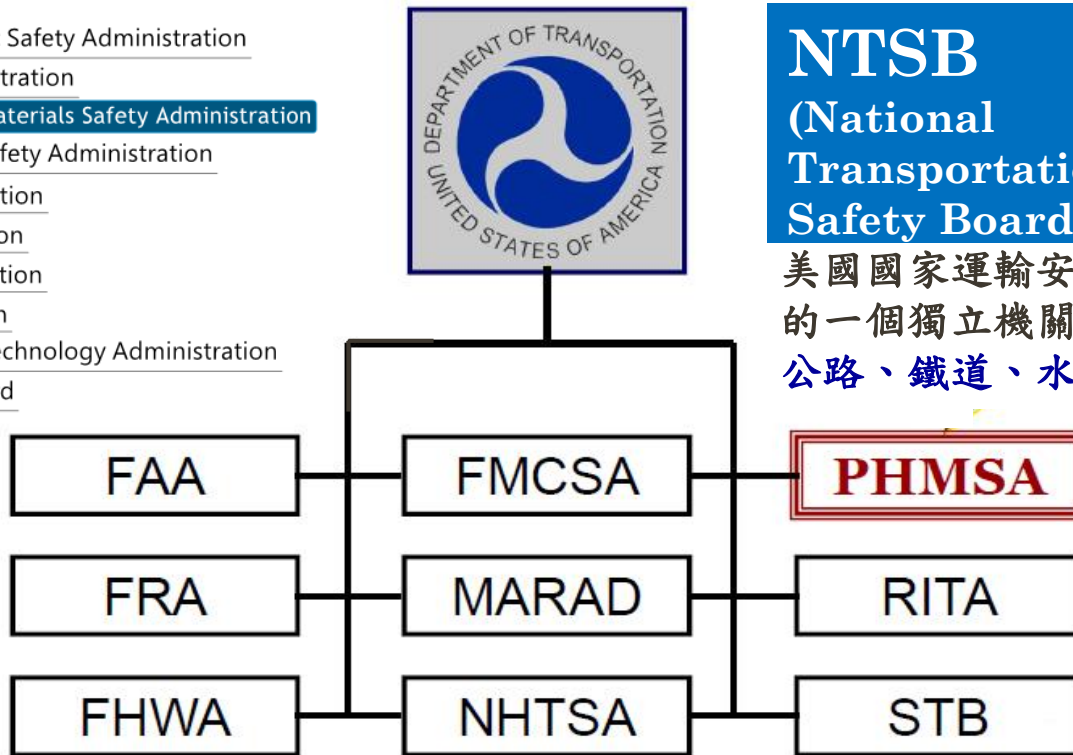 Safety Administration
tration
aterials Safety Administration
fety Administration
tion
on
tion
n
echnology Administration
d
DEPARTMENT OF TRANSPORTATION
UNITED STATES OF AMERICA
NTSB
(National
Transportati
Safety Board
美國國家運輸安
的一個獨立機關
公路、鐵道、水
FAA
FMCSA
PHMSA
FRA
MARAD
RITA
FHWA
NHTSA
STB